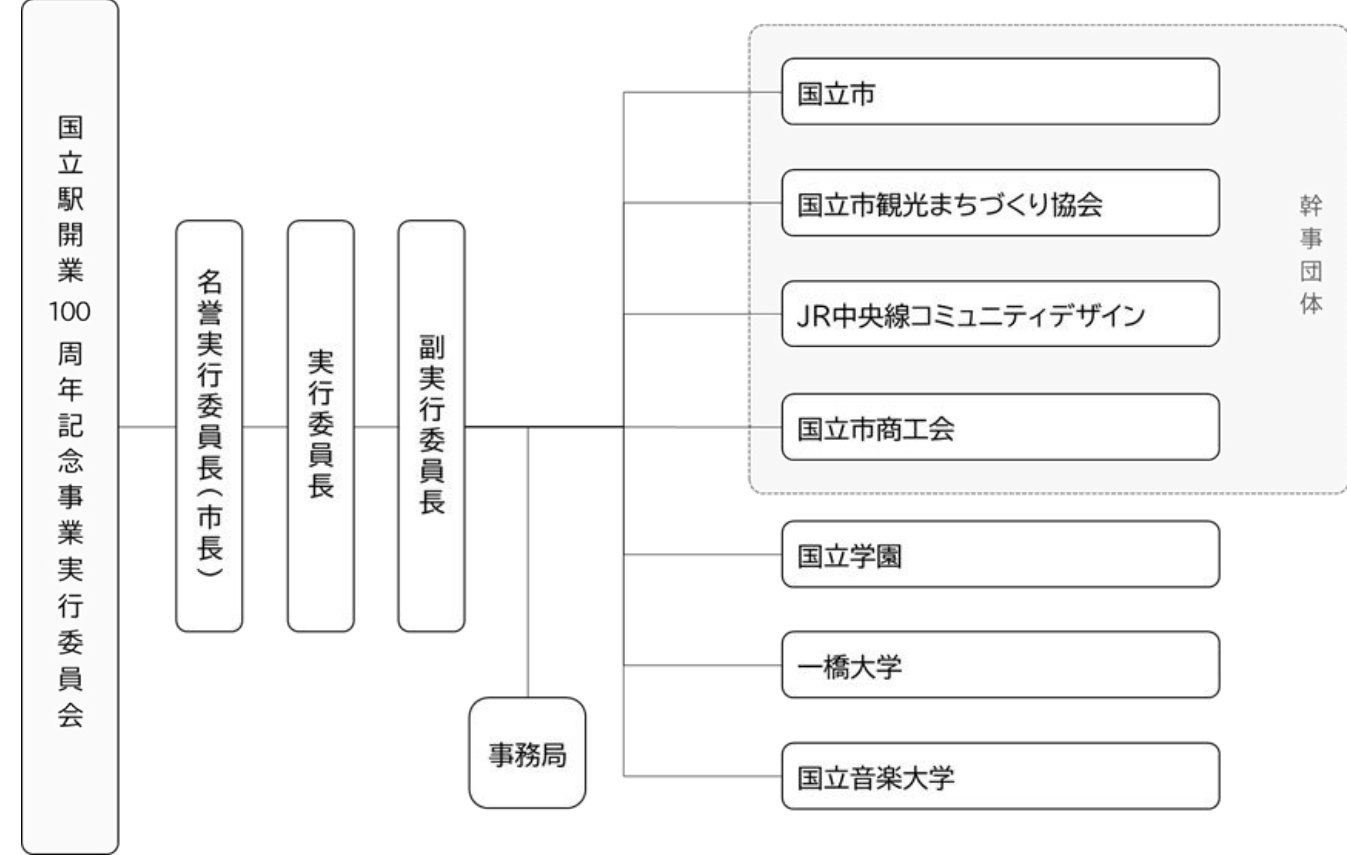 国立駅開業100周年記念事業実行委員会
名誉実行委員長(市長)
実行委員長
副実行委員長
事務局
国立市
国立市観光まちづくり協会
JR中央線コミュニティデザイン
国立市商工会
幹事団体
国立学園
一橋大学
国立音楽大学